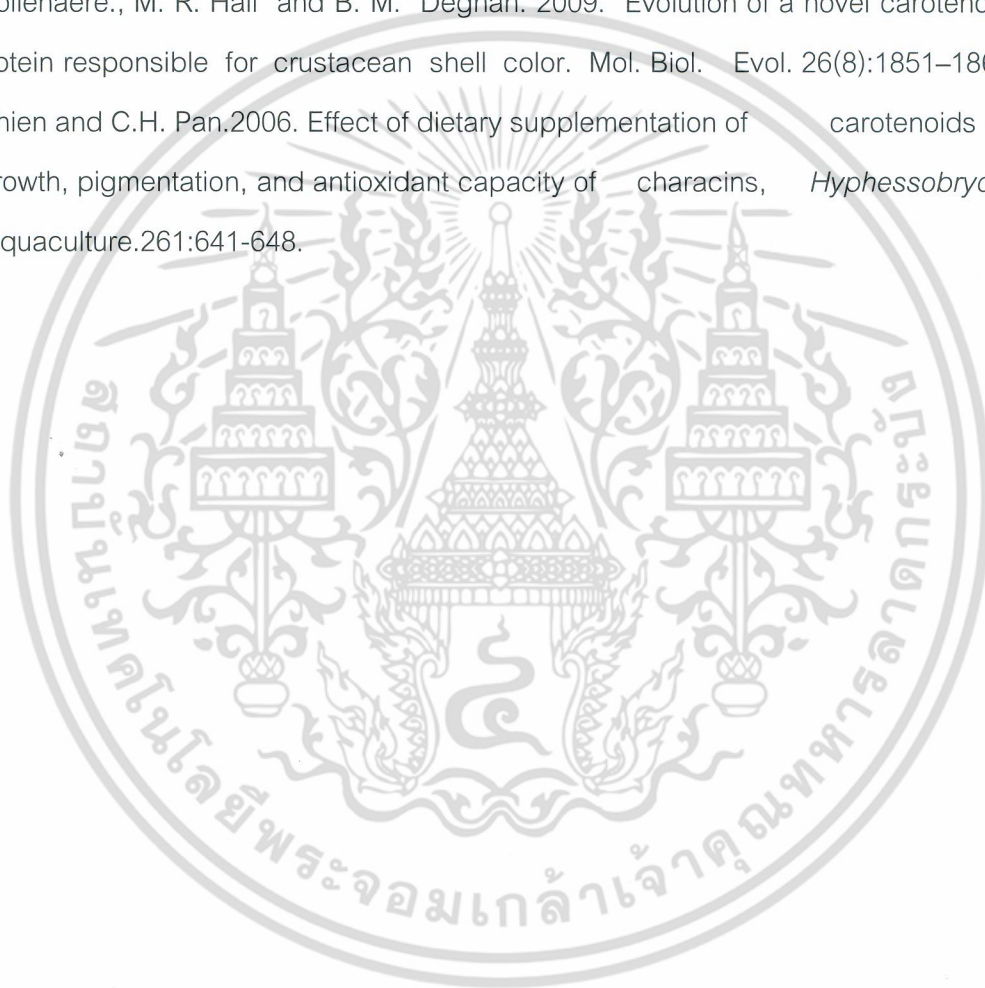 ollenaere., M. R. Hall and B. M. Degnan. 2009. Evolution of a novel caroteno
otein responsible for crustacean shell color. Mol. Biol. Evol. 26(8):1851–186
hien and C.H. Pan.2006. Effect of dietary supplementation of carotenoids
rowth, pigmentation, and antioxidant capacity of characins, Hyphessobryc
quaculture.261:641-648.
สถาบันเทคโนโลยีพระจอมเกล้าเจ้าคุณทหารลาดกระบัง